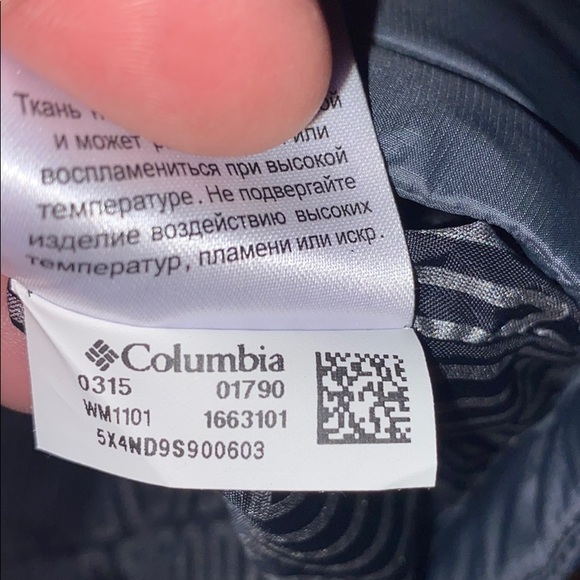 Ткань
и может или
воспламениться при высокой
температуре. Не подвергайте
изделие воздействию высоких
температур, пламени или искр.
Columbia
0315 01790
WM1101 1663101
5X4ND9S900603